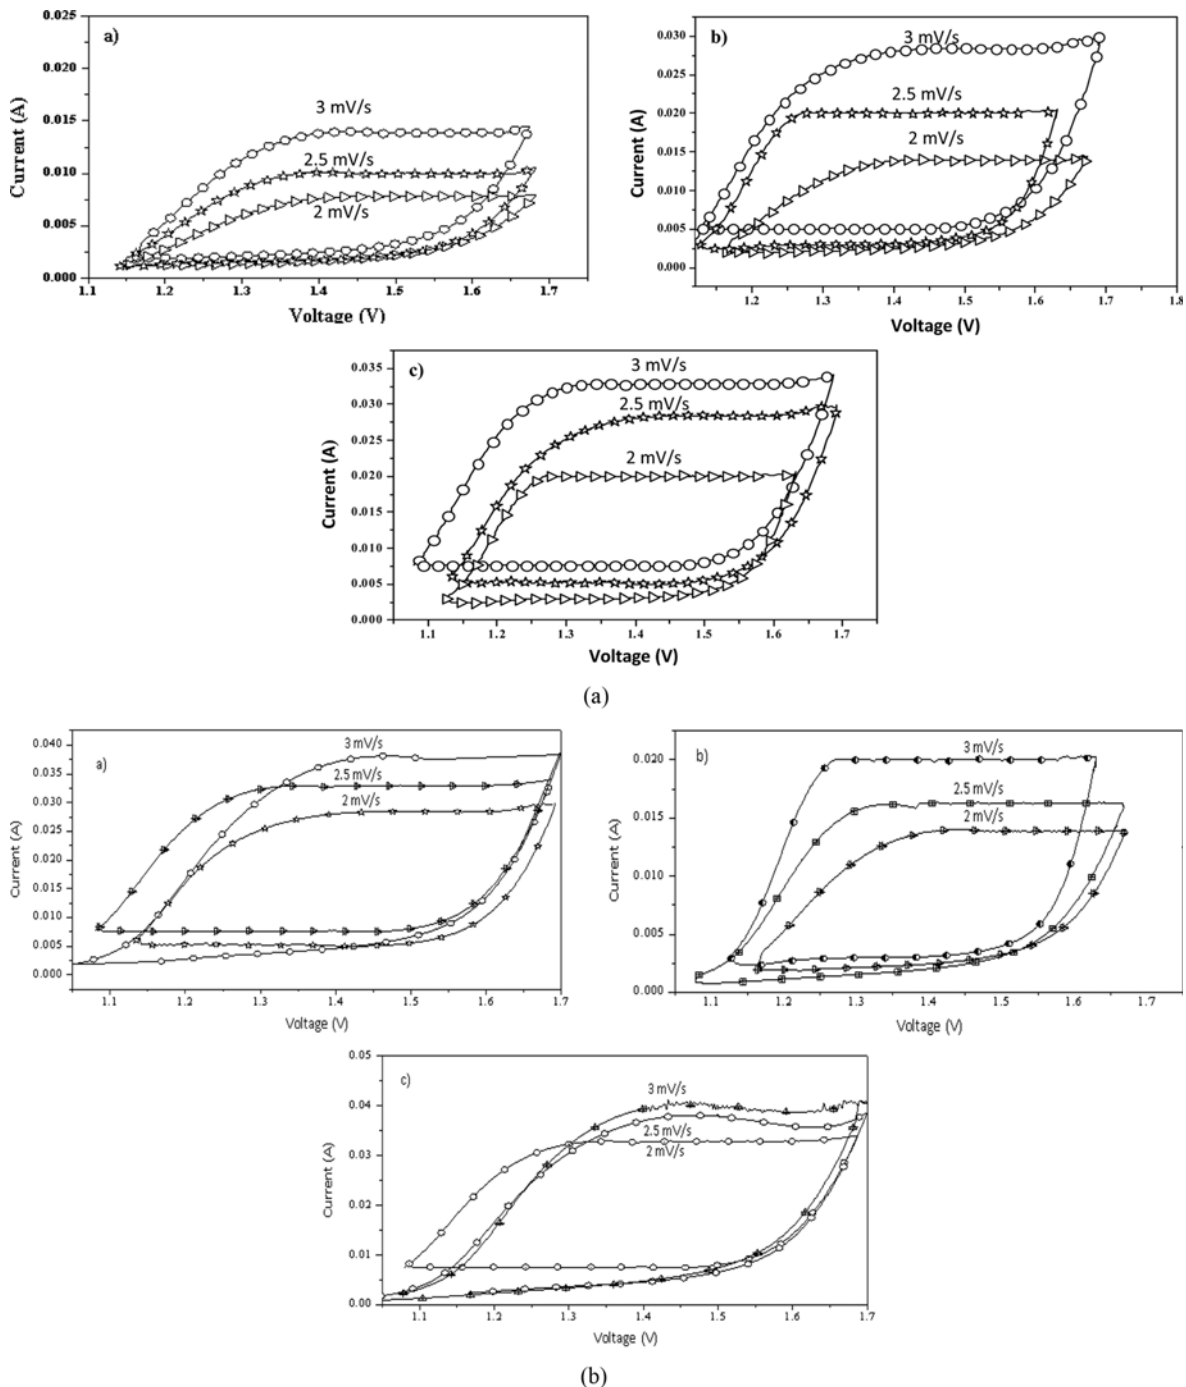 a)
3 mV/s
2.5 mV/s
2 mV/s
Current (A)
0.025
0.020
0.015
0.010
0.005
0.000
1.1 1.2 1.3 1.4 1.5 1.6 1.7
Voltage (V)
b)
3 mV/s
2.5 mV/s
2 mV/s
Current (A)
0.030
0.025
0.020
0.015
0.010
0.005
0.000
1.2 1.3 1.4 1.5 1.6 1.7 1.8
Voltage (V)
c)
3 mV/s
2.5 mV/s
2 mV/s
Current (A)
0.035
0.030
0.025
0.020
0.015
0.010
0.005
0.000
1.1 1.2 1.3 1.4 1.5 1.6 1.7
Voltage (V)
(a)
a)
3 mV/s
2.5 mV/s
2 mV/s
Current (A)
0.040
0.035
0.030
0.025
0.020
0.015
0.010
0.005
0.000
1.1 1.2 1.3 1.4 1.5 1.6 1.7
Voltage (V)
b)
3 mV/s
2.5 mV/s
2 mV/s
Current (A)
0.020
0.015
0.010
0.005
0.000
1.1 1.2 1.3 1.4 1.5 1.6 1.7
Voltage (V)
c)
3 mV/s
2.5 mV/s
2 mV/s
Current (A)
0.05
0.04
0.03
0.02
0.01
0.00
1.1 1.2 1.3 1.4 1.5 1.6 1.7
Voltage (V)
(b)